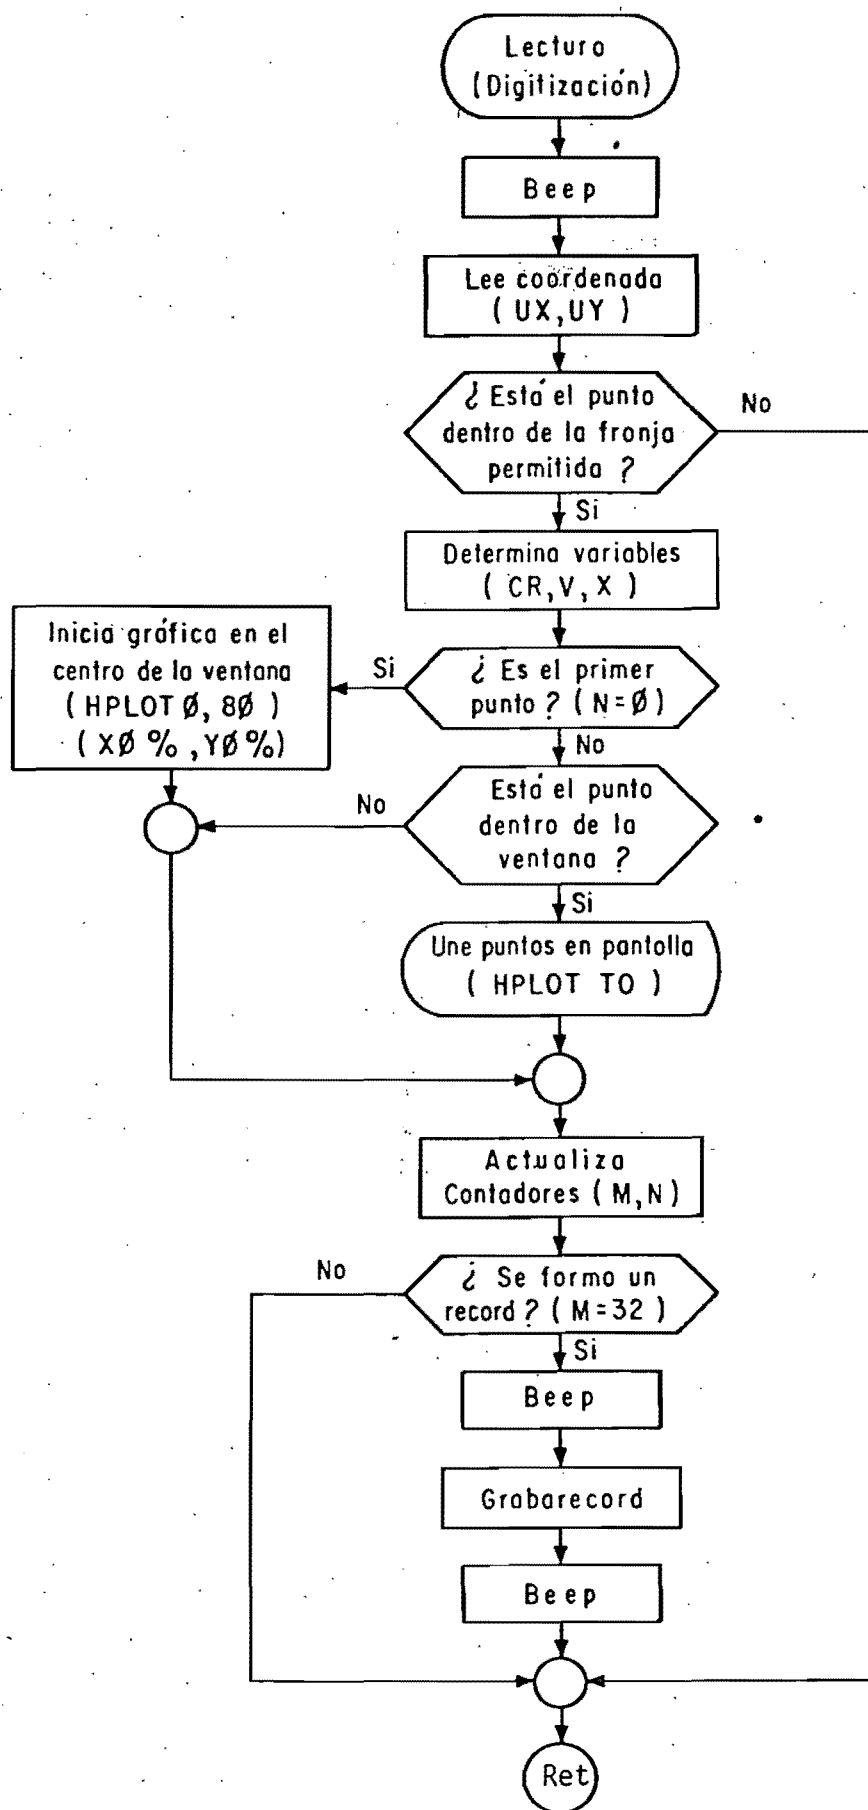 Lectura
(Digitización)
Beep
Lee coordenada
( UX,UY )
¿ Está el punto
dentro de la fronja
permitida ?
No
Si
Determina variables
( CR,V,X )
¿ Es el primer
punto ? ( N=Ø )
Si
Inicia gráfica en el
centro de la ventana
( HPLOT Ø, 8Ø )
( XØ % , YØ %)
No
Está el punto
dentro de la
ventana ?
No
Si
Une puntos en pantalla
( HPLOT TO )
Actualiza
Contadores ( M,N)
¿ Se formo un
record ? ( M=32 )
No
Si
Beep
Grabarecord
Beep
Ret